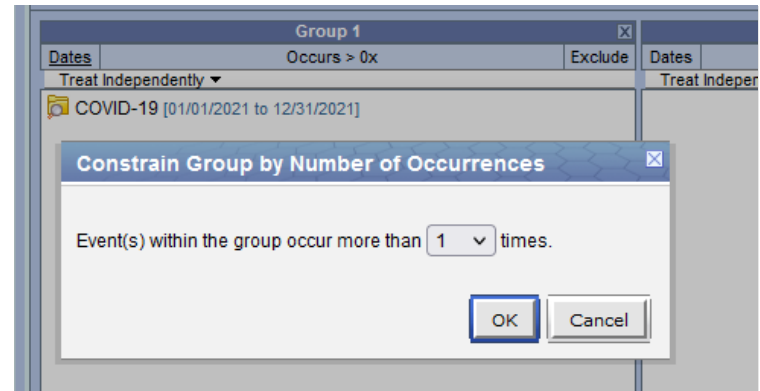 Group 1
Dates Occurs > 0x Exclude Dates
Treat Independently Treat Indepen
COVID-19 [01/01/2021 to 12/31/2021]
Constrain Group by Number of Occurrences
Event(s) within the group occur more than 1 times.
OK Cancel